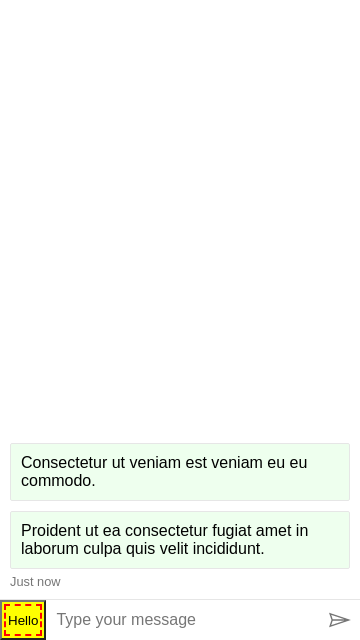 Consectetur ut veniam est veniam eu eu
commodo.
Proident ut ea consectetur fugiat amet in
laborum culpa quis velit incididunt.
Just now
Hello
Type your message